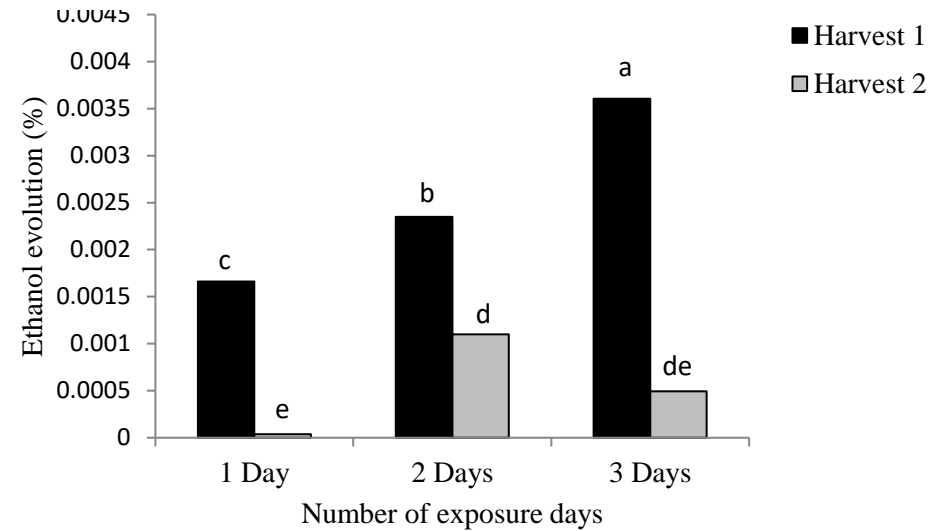 0.0045
0.004
0.0035
0.003
0.0025
0.002
0.0015
0.001
0.0005
0
Ethanol evolution (%)
c
e
b
d
a
de
1 Day
2 Days
3 Days
Number of exposure days
Harvest 1
Harvest 2